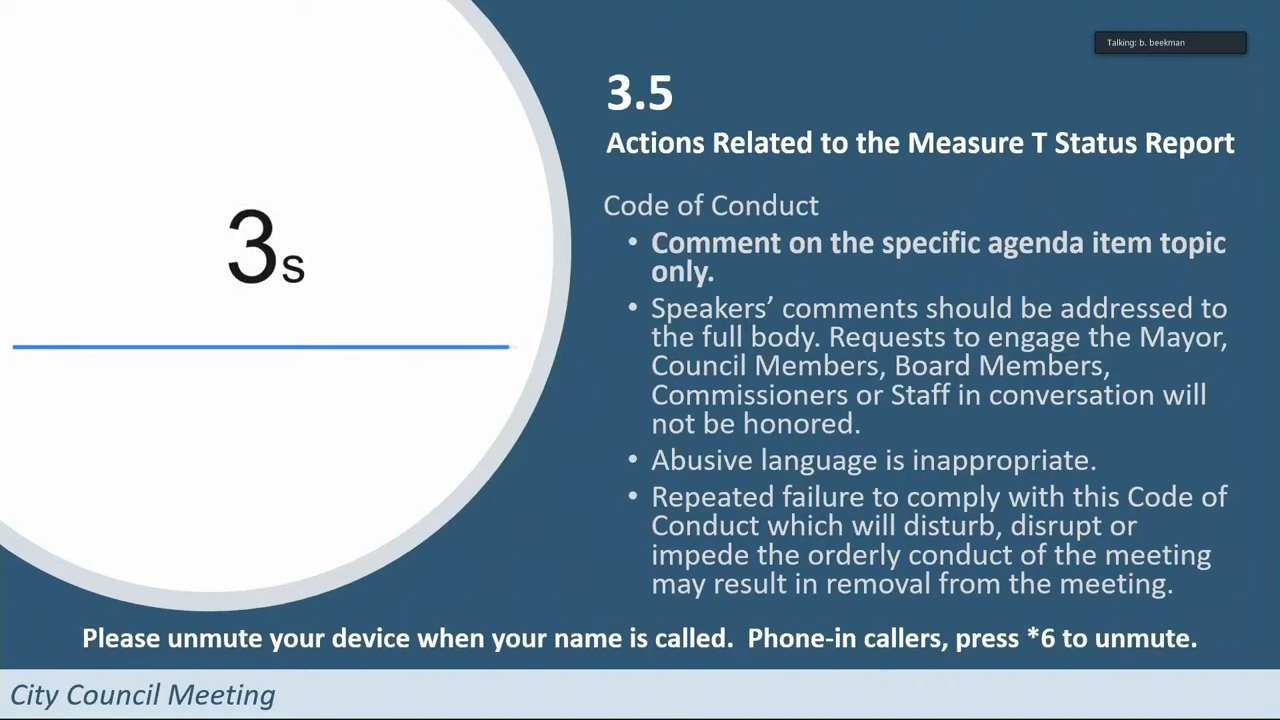 Talking: b. beekman
3.5
Actions Related to the Measure T Status Report
3s
Code of Conduct
• Comment on the specific agenda item topic
only.
• Speakers’ comments should be addressed to
the full body. Requests to engage the Mayor,
Council Members, Board Members,
Commissioners or Staff in conversation will
not be honored.
• Abusive language is inappropriate.
• Repeated failure to comply with this Code of
Conduct which will disturb, disrupt or
impede the orderly conduct of the meeting
may result in removal from the meeting.
Please unmute your device when your name is called.  Phone-in callers, press *6 to unmute.
City Council Meeting